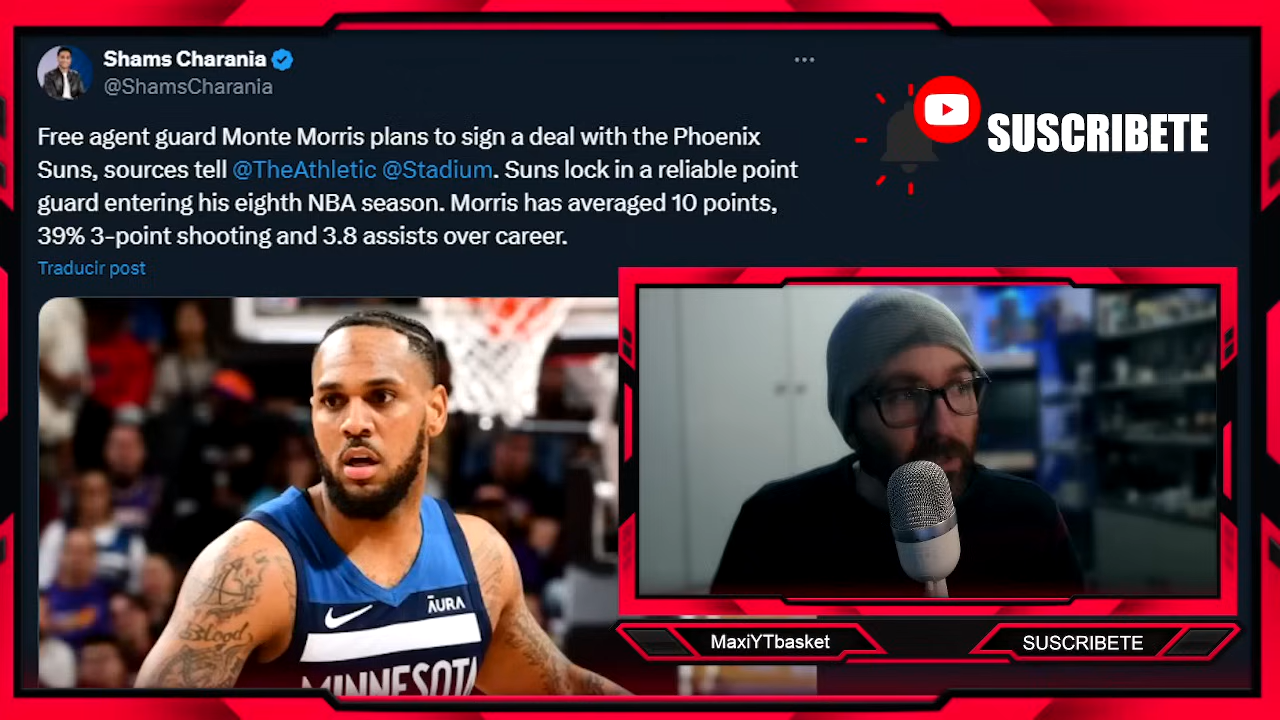 Shams Charania
@ShamsCharania
Free agent guard Monte Morris plans to sign a deal with the Phoenix
Suns, sources tell @TheAthletic @Stadium. Suns lock in a reliable point
guard entering his eighth NBA season. Morris has averaged 10 points,
39% 3-point shooting and 3.8 assists over career.
Traducir post
SUSCRIBETE
Blood
āURA
MINNESOTA
MaxiYTbasket
SUSCRIBETE